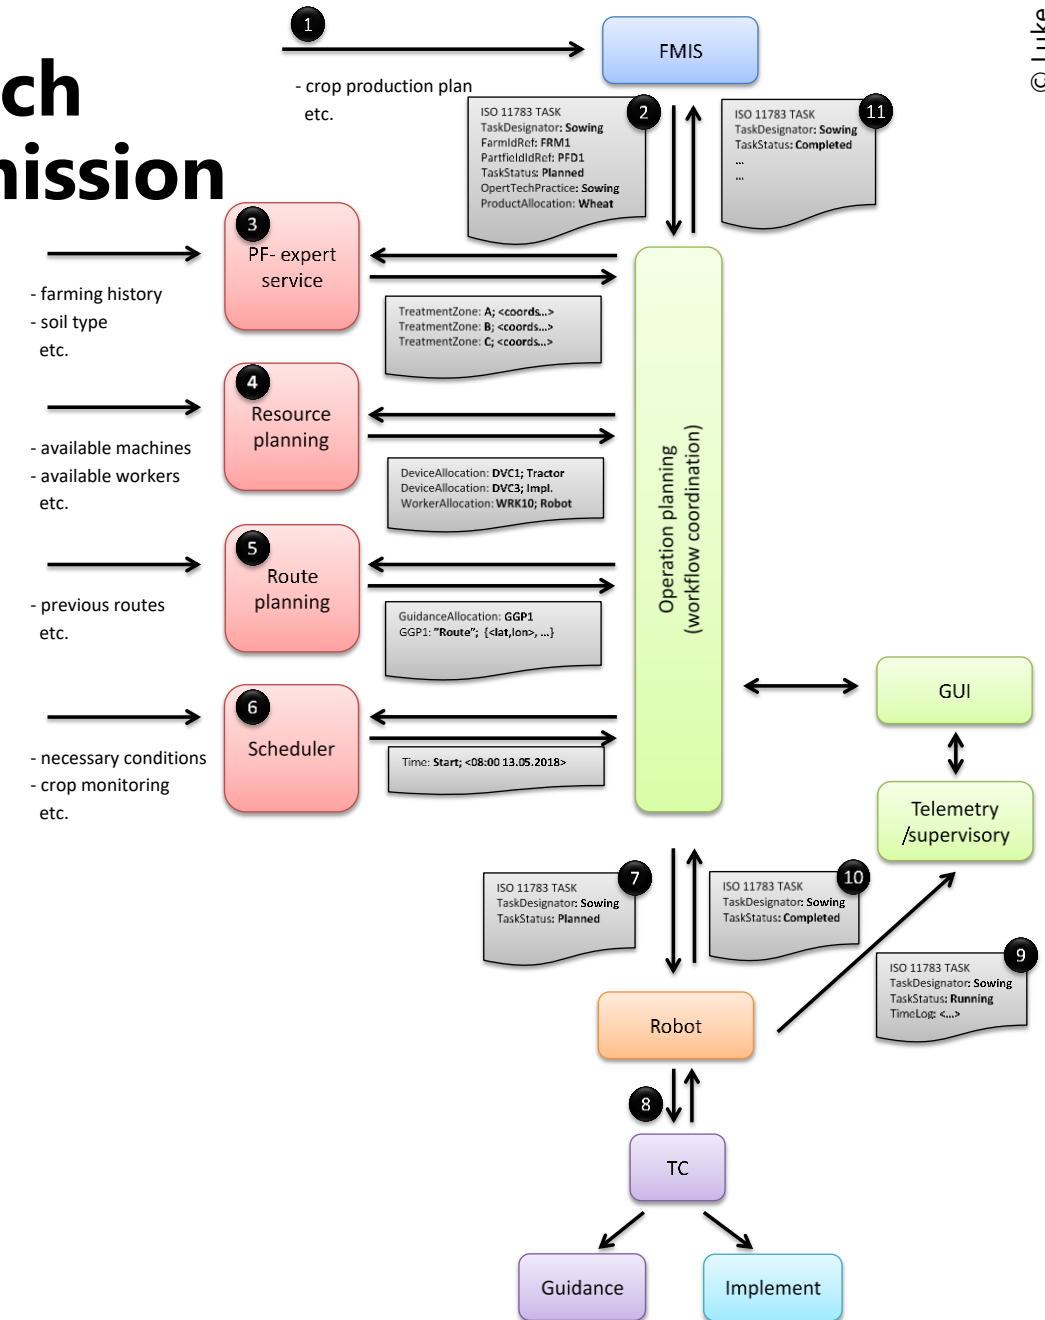 ch
mission
© Luke
1
- crop production plan
etc.
FMIS
2
ISO 11783 TASK
TaskDesignator: Sowing
FarmIdRef: FRM1
PartfieldIdRef: PFD1
TaskStatus: Planned
OpertTechPractice: Sowing
ProductAllocation: Wheat
11
ISO 11783 TASK
TaskDesignator: Sowing
TaskStatus: Completed
...
...
3
PF- expert
service
- farming history
- soil type
etc.
TreatmentZone: A; <coords...>
TreatmentZone: B; <coords...>
TreatmentZone: C; <coords...>
4
Resource
planning
- available machines
- available workers
etc.
DeviceAllocation: DVC1; Tractor
DeviceAllocation: DVC3; Impl.
WorkerAllocation: WRK10; Robot
5
Route
planning
- previous routes
etc.
GuidanceAllocation: GGP1
GGP1: "Route"; {<lat,lon>, ...}
6
Scheduler
- necessary conditions
- crop monitoring
etc.
Time: Start; <08:00 13.05.2018>
Operation planning
(workflow coordination)
GUI
Telemetry
/supervisory
7
ISO 11783 TASK
TaskDesignator: Sowing
TaskStatus: Planned
10
ISO 11783 TASK
TaskDesignator: Sowing
TaskStatus: Completed
9
ISO 11783 TASK
TaskDesignator: Sowing
TaskStatus: Running
TimeLog: <...>
Robot
8
TC
Guidance
Implement